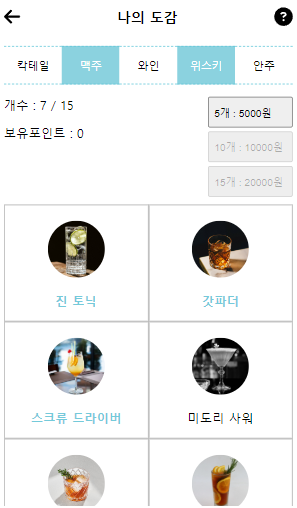 나의 도감
칵테일 맥주 와인 위스키 안주
개수 : 7 / 15
보유포인트 : 0
5개 : 5000원
10개 : 10000원
15개 : 20000원
진 토닉 갓파더
스크류 드라이버 미도리 사워